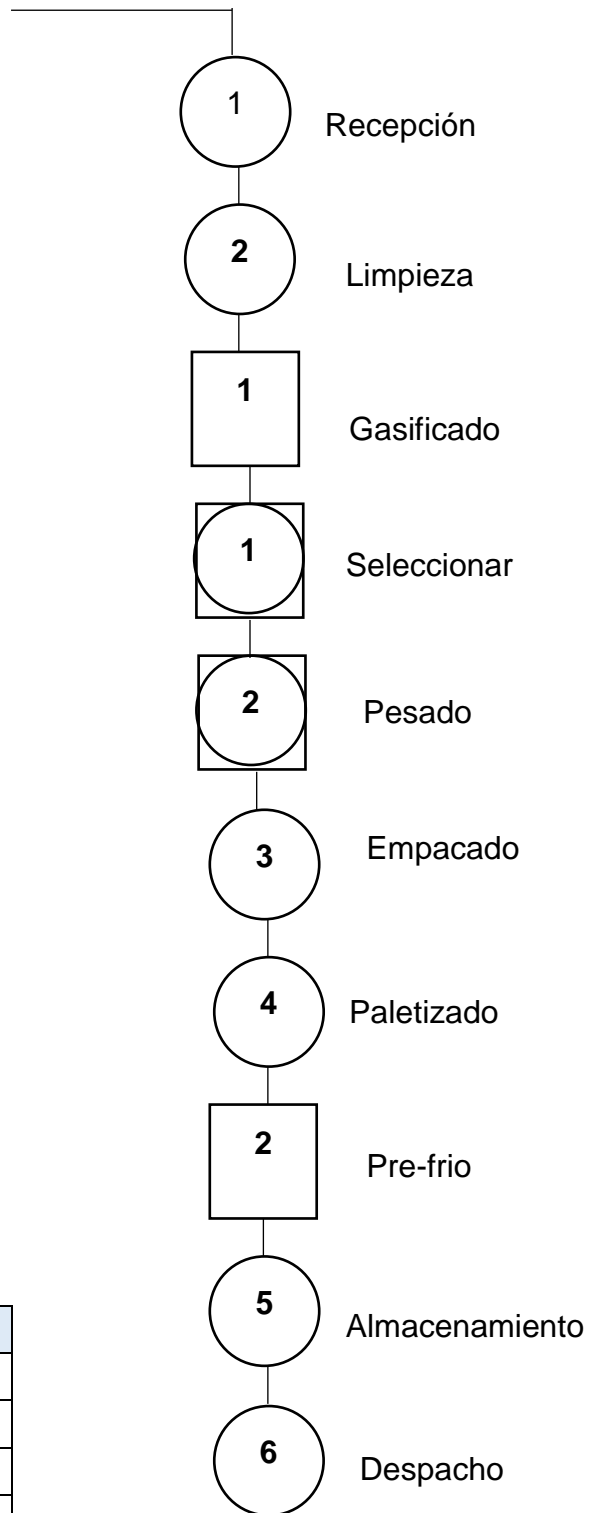 1
Recepción
2
Limpieza
1
Gasificado
1
Seleccionar
2
Pesado
3
Empacado
4
Paletizado
2
Pre-frio
5
Almacenamiento
6
Despacho